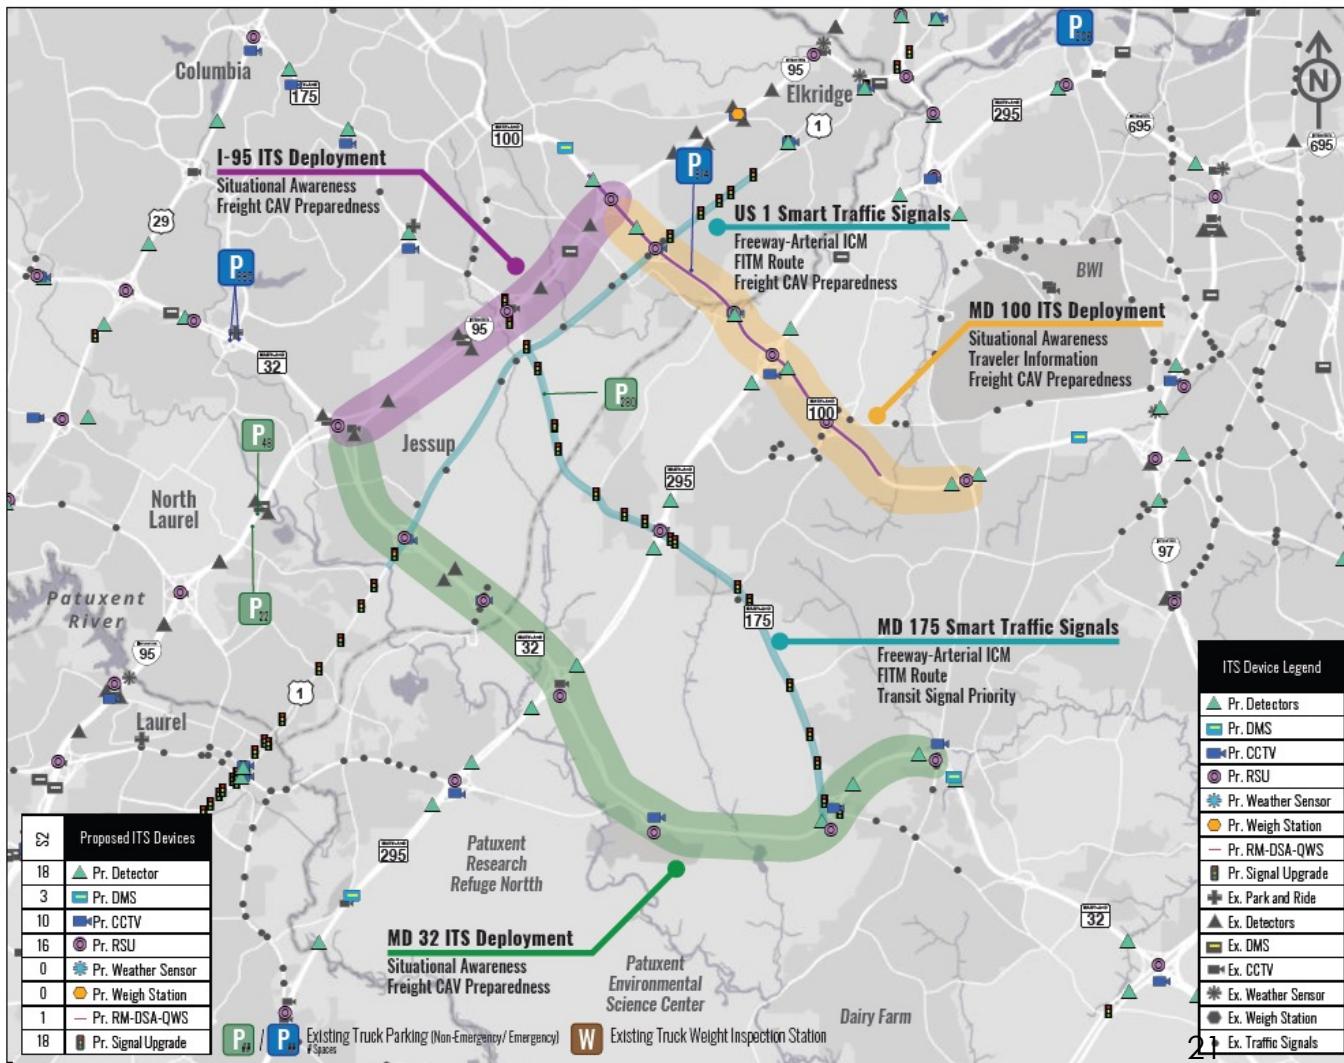 Columbia
175
100
95
Elkridge
1
295
695
695
N
P
P
I-95 ITS Deployment
Situational Awareness
Freight CAV Preparedness
29
P
US 1 Smart Traffic Signals
Freeway-Arterial ICM
FITM Route
Freight CAV Preparedness
BWI
MD 100 ITS Deployment
Situational Awareness
Traveler Information
Freight CAV Preparedness
95
32
P
280
100
P
48
Jessup
295
North
Laurel
97
P
22
Patuxent
River
175
MD 175 Smart Traffic Signals
Freeway-Arterial ICM
FITM Route
Transit Signal Priority
32
95
1
Laurel
295
Patuxent
Research
Refuge Nortth
32
MD 32 ITS Deployment
Situational Awareness
Freight CAV Preparedness
Patuxent
Environmental
Science Center
Dairy Farm
32 Proposed ITS Devices
18 Pr. Detector
3 Pr. DMS
10 Pr. CCTV
16 Pr. RSU
0 Pr. Weather Sensor
0 Pr. Weigh Station
1 Pr. RM-DSA-QWS
18 Pr. Signal Upgrade
P / P Existing Truck Parking (Non-Emergency/ Emergency)
# Spaces
W Existing Truck Weight Inspection Station
ITS Device Legend
Pr. Detectors
Pr. DMS
Pr. CCTV
Pr. RSU
Pr. Weather Sensor
Pr. Weigh Station
Pr. RM-DSA-QWS
Pr. Signal Upgrade
Ex. Park and Ride
Ex. Detectors
Ex. DMS
Ex. CCTV
Ex. Weather Sensor
Ex. Weigh Station
Ex. Traffic Signals
21